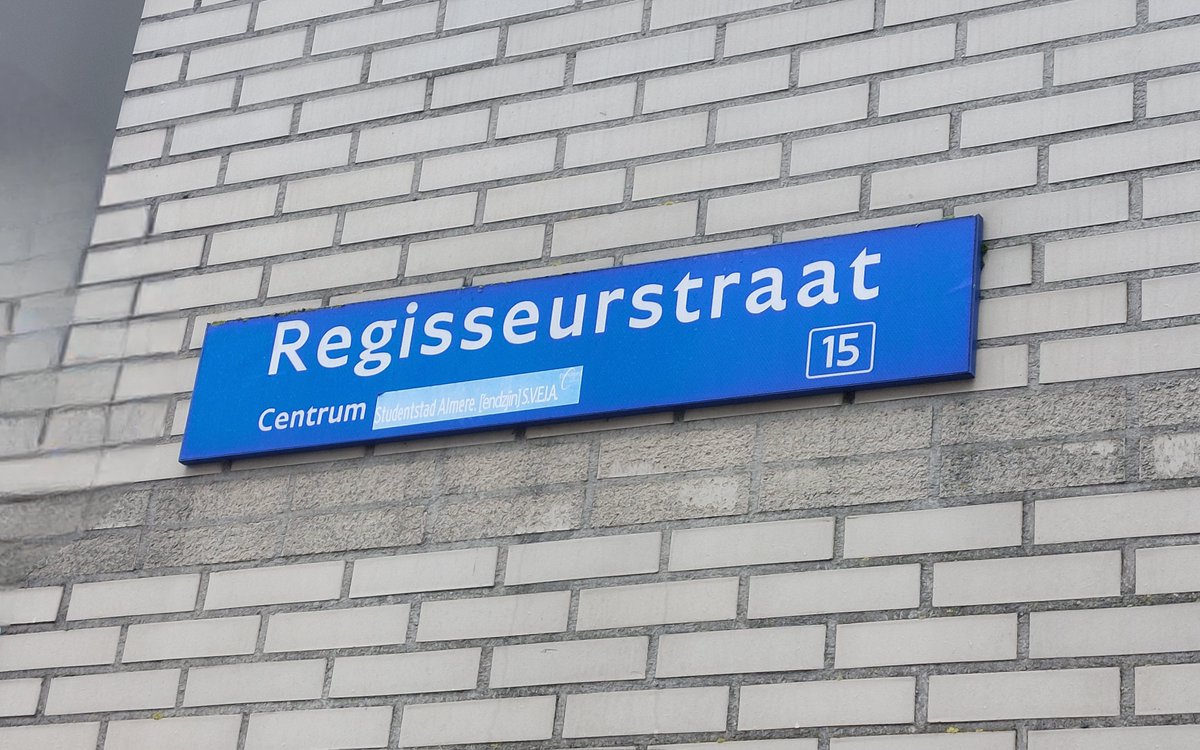 Regisseurstraat
Centrum Studentstad Almere. [endzijn] S.V.E.I.A.
15